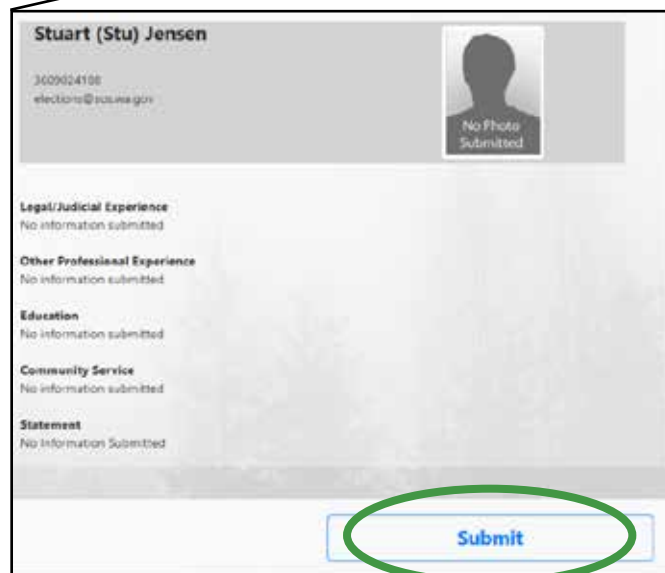 Stuart (Stu) Jensen
3609024180
elections@sos.wa.gov
No Photo
Submitted
Legal/Judicial Experience
No information submitted
Other Professional Experience
No information submitted
Education
No information submitted
Community Service
No information submitted
Statement
No Information Submitted
Submit